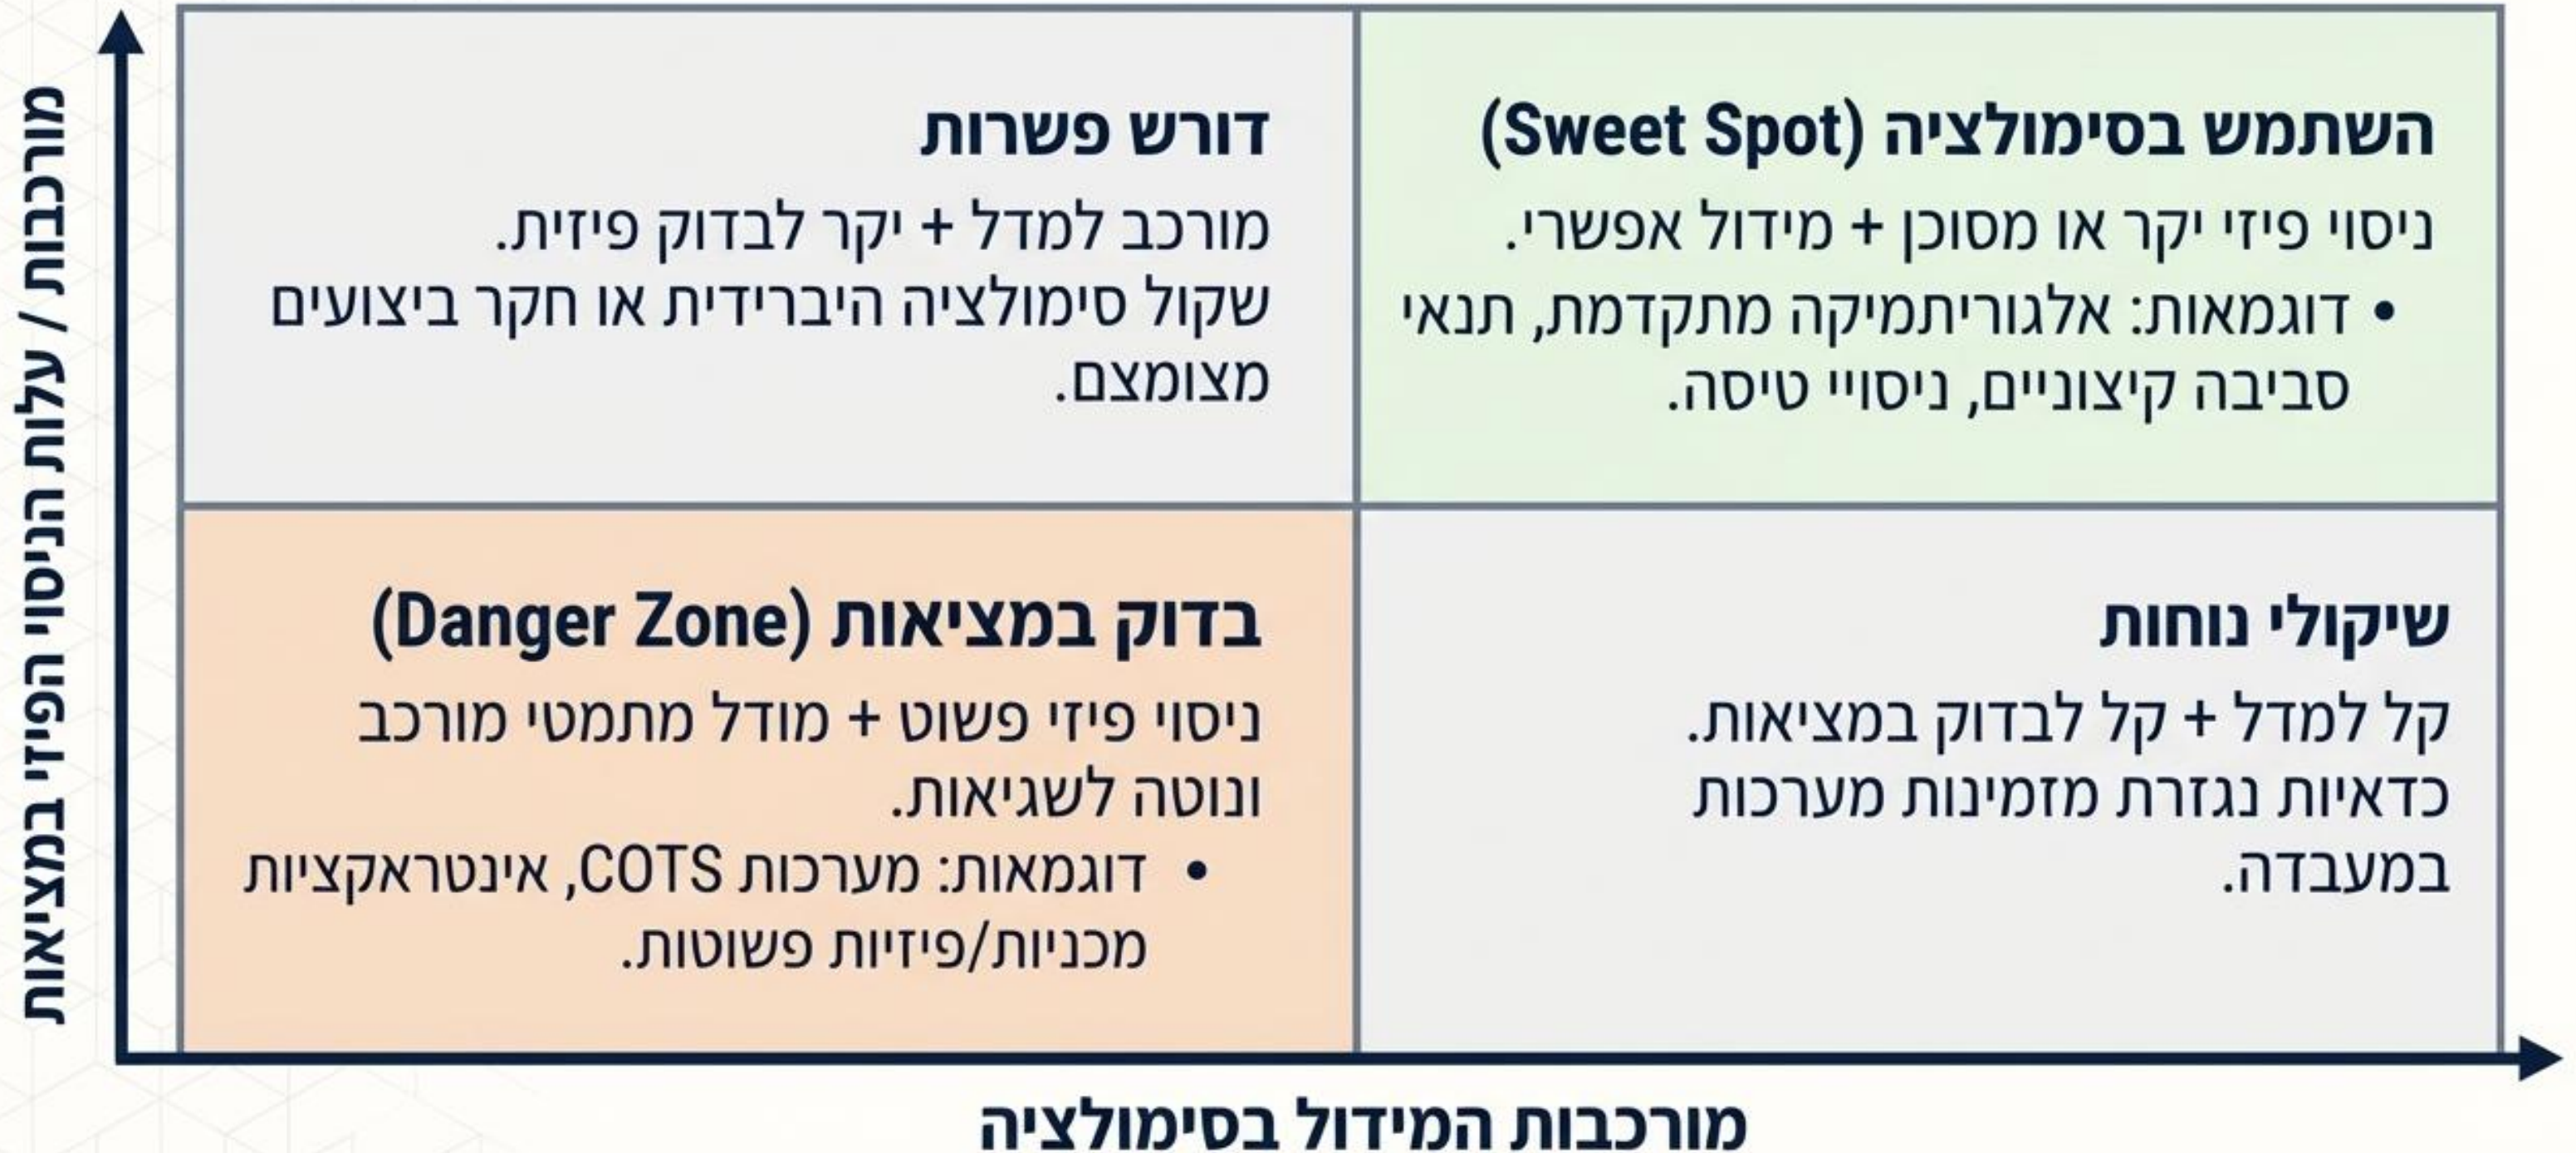 מורכבות / עלות הניסוי הפיזי במציאות
השתמש בסימולציה (Sweet Spot)
ניסוי פיזי יקר או מסוכן + מידול אפשרי.
• דוגמאות: אלגוריתמיקה מתקדמת, תנאי
סביבה קיצוניים, ניסויי טיסה.
דורש פשרות
מורכב למדל + יקר לבדוק פיזית.
שקול סימולציה היברידית או חקר ביצועים
מצומצם.
שיקולי נוחות
קל למדל + קל לבדוק במציאות.
כדאיות נגזרת מזמינות מערכות
במעבדה.
בדוק במציאות (Danger Zone)
ניסוי פיזי פשוט + מודל מתמטי מורכב
ונוטה לשגיאות.
• דוגמאות: מערכות COTS, אינטראקציות
מכניות/פיזיות פשוטות.
מורכבות המידול בסימולציה